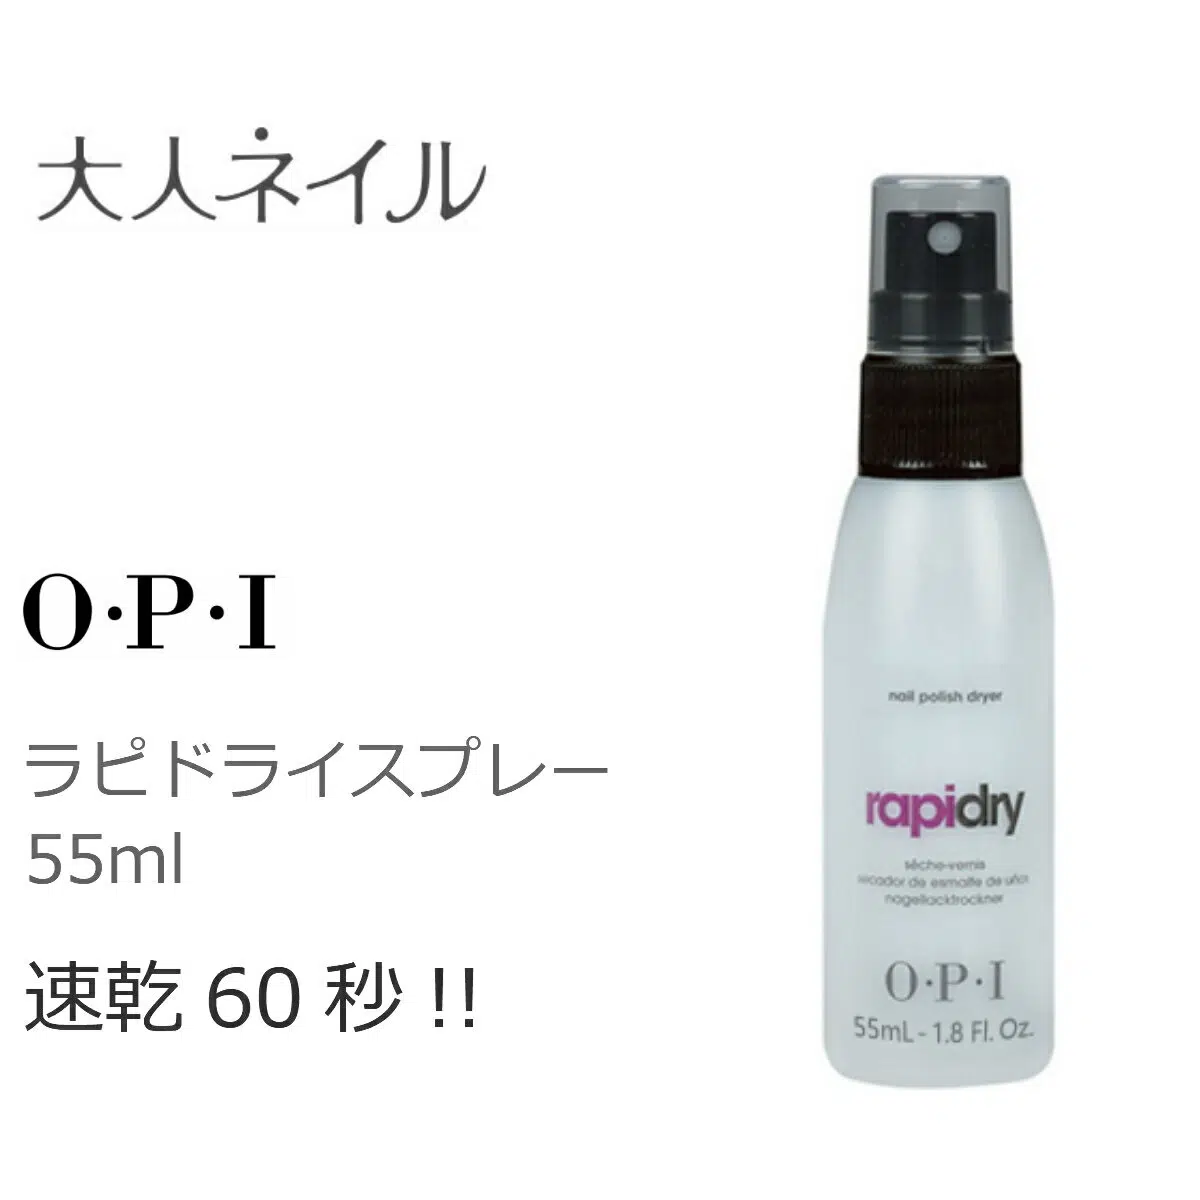 大人ネイル
O·P·I
ラピドライスプレー
55ml
速乾 60 秒 !!
nail polish dryer
rapidry
sèche-vernis
secador de esmalte de uñas
nagellacktrockner
O·P·I
55mL - 1.8 Fl. Oz.